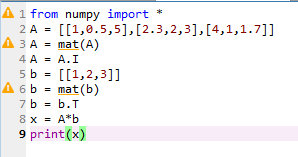 1 from numpy import *
2 A = [[1,0.5,5],[2.3,2,3],[4,1,1.7]]
3 A = mat(A)
4 A = A.I
5 b = [[1,2,3]]
6 b = mat(b)
7 b = b.T
8 x = A*b
9 print(x)